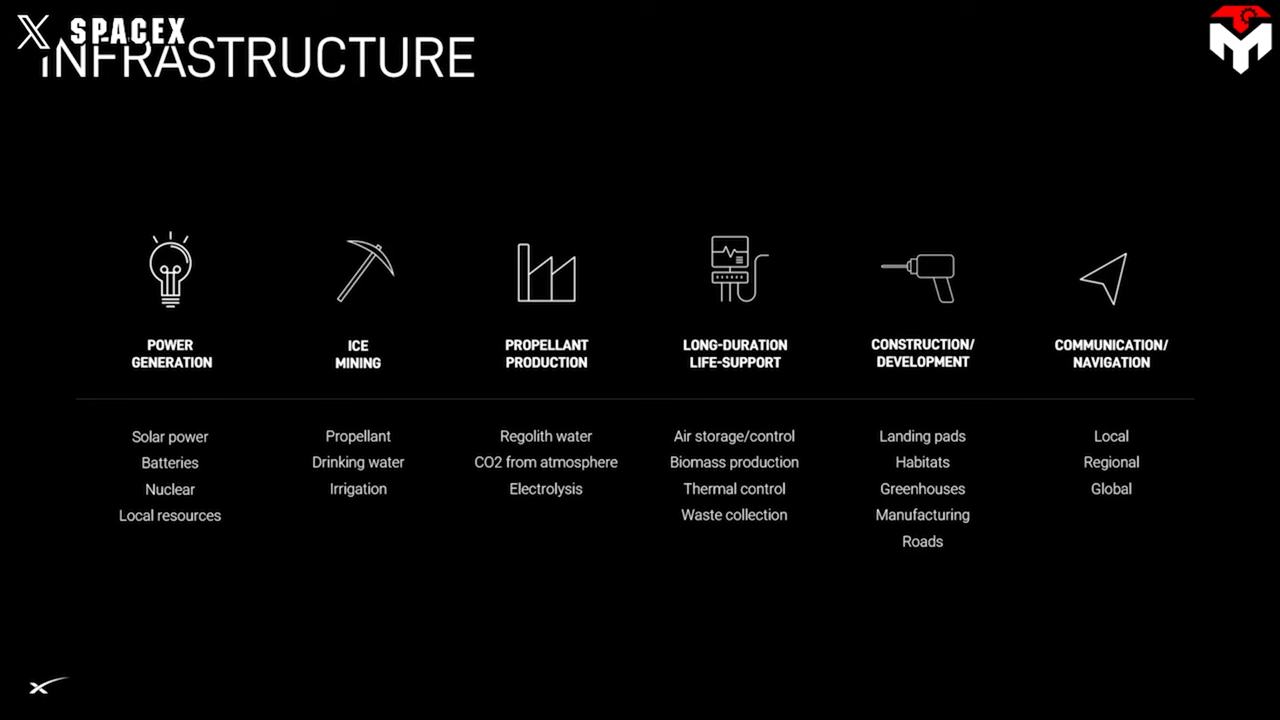 SPACEX
INFRASTRUCTURE
POWER
GENERATION
Solar power
Batteries
Nuclear
Local resources
ICE
MINING
Propellant
Drinking water
Irrigation
PROPELLANT
PRODUCTION
Regolith water
CO2 from atmosphere
Electrolysis
LONG-DURATION
LIFE-SUPPORT
Air storage/control
Biomass production
Thermal control
Waste collection
CONSTRUCTION/
DEVELOPMENT
Landing pads
Habitats
Greenhouses
Manufacturing
Roads
COMMUNICATION/
NAVIGATION
Local
Regional
Global